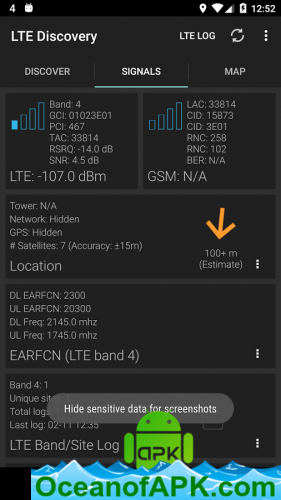 4 12:52
LTE Discovery LTE LOG
DISCOVER SIGNALS MAP
Band: 4
GCI: 01023E01
PCI: 467
TAC: 33814
RSRQ: -14.0 dB
SNR: 4.5 dB
LTE: -107.0 dBm
LAC: 33814
CID: 15873
CID: 3E01
RNC: 258
RNC: 102
BER: N/A
GSM: N/A
Tower: N/A
Network: Hidden
GPS: Hidden
# Satellites: 7 (Accuracy: ±15m)
Location
100+ m
(Estimate)
DL EARFCN: 2300
UL EARFCN: 20300
DL Freq: 2145.0 mhz
UL Freq: 1745.0 mhz
EARFCN (LTE band 4)
Band 4: 1
Unique sit
Total logs
Last log: 02-11 12:35
Hide sensitive data for screenshots
LTE Band/Site Log
APK
OceanofAPK.com